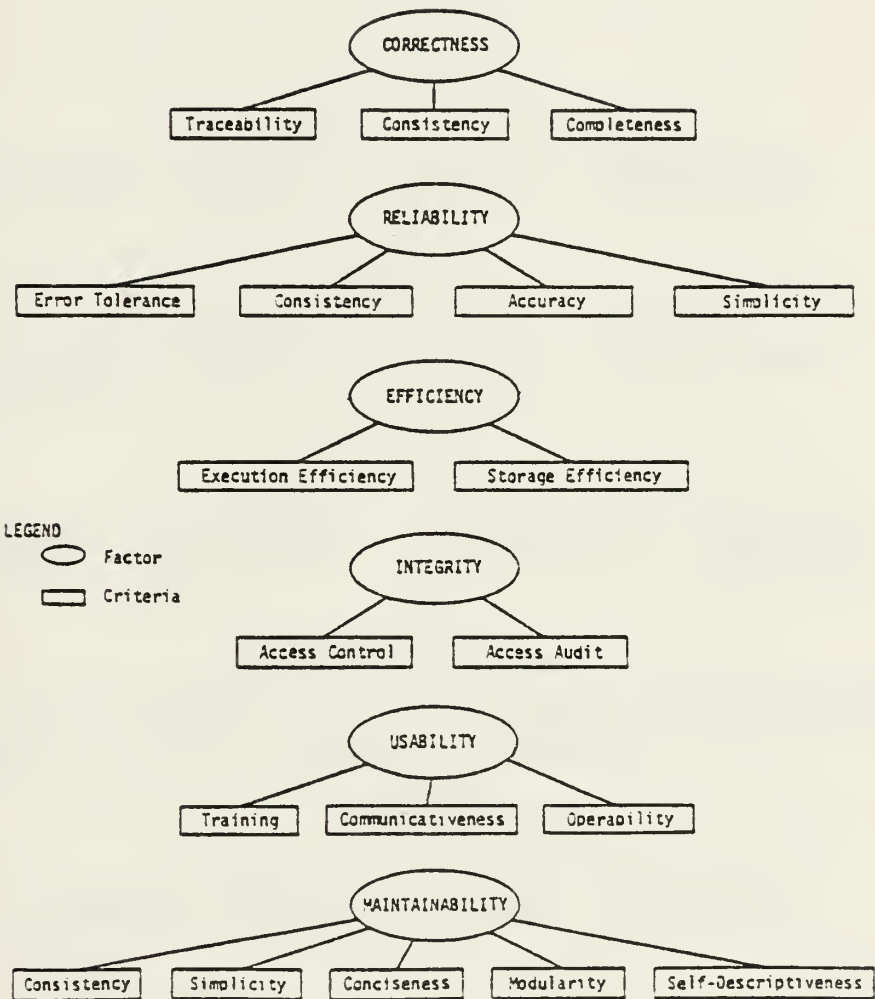 CORRECTNESS
Traceability Consistency Completeness
RELIABILITY
Error Tolerance Consistency Accuracy Simplicity
EFFICIENCY
Execution Efficiency Storage Efficiency
LEGEND
Factor
Criteria
INTEGRITY
Access Control Access Audit
USABILITY
Training Communicativeness Operability
MAINTAINABILITY
Consistency Simplicity Conciseness Modularity Self-Descriptiveness